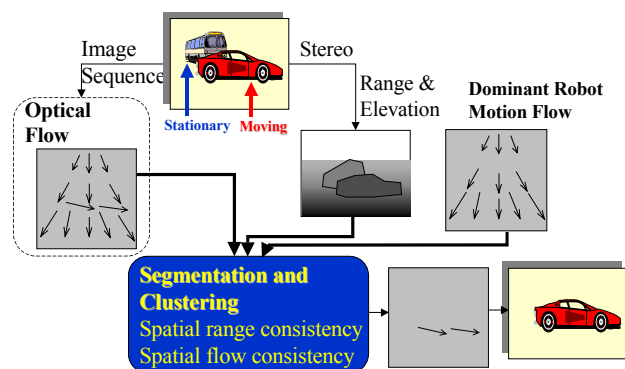 Image
Sequence
Stereo
Range &
Elevation
Dominant Robot
Motion Flow
Optical
Flow
Stationary
Moving
Segmentation and
Clustering
Spatial range consistency
Spatial flow consistency